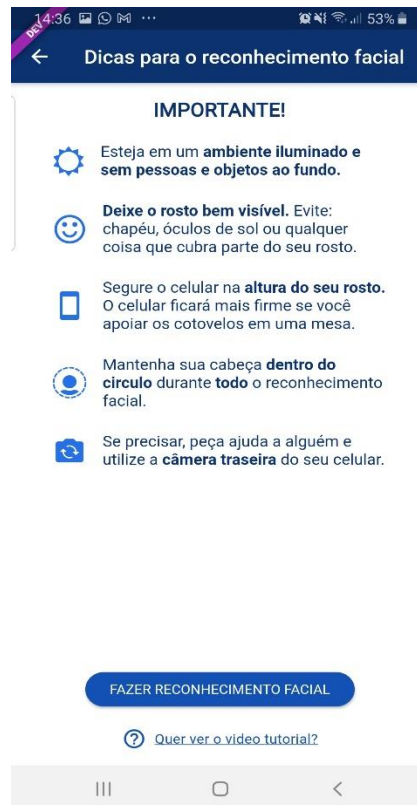 14:36 53%
DEV
Dicas para o reconhecimento facial
IMPORTANTE!
Esteja em um ambiente iluminado e
sem pessoas e objetos ao fundo.
Deixe o rosto bem visível. Evite:
chapéu, óculos de sol ou qualquer
coisa que cubra parte do seu rosto.
Segure o celular na altura do seu rosto.
O celular ficará mais firme se você
apoiar os cotovelos em uma mesa.
Mantenha sua cabeça dentro do
circulo durante todo o reconhecimento
facial.
Se precisar, peça ajuda a alguém e
utilize a câmera traseira do seu celular.
FAZER RECONHECIMENTO FACIAL
Quer ver o video tutorial?